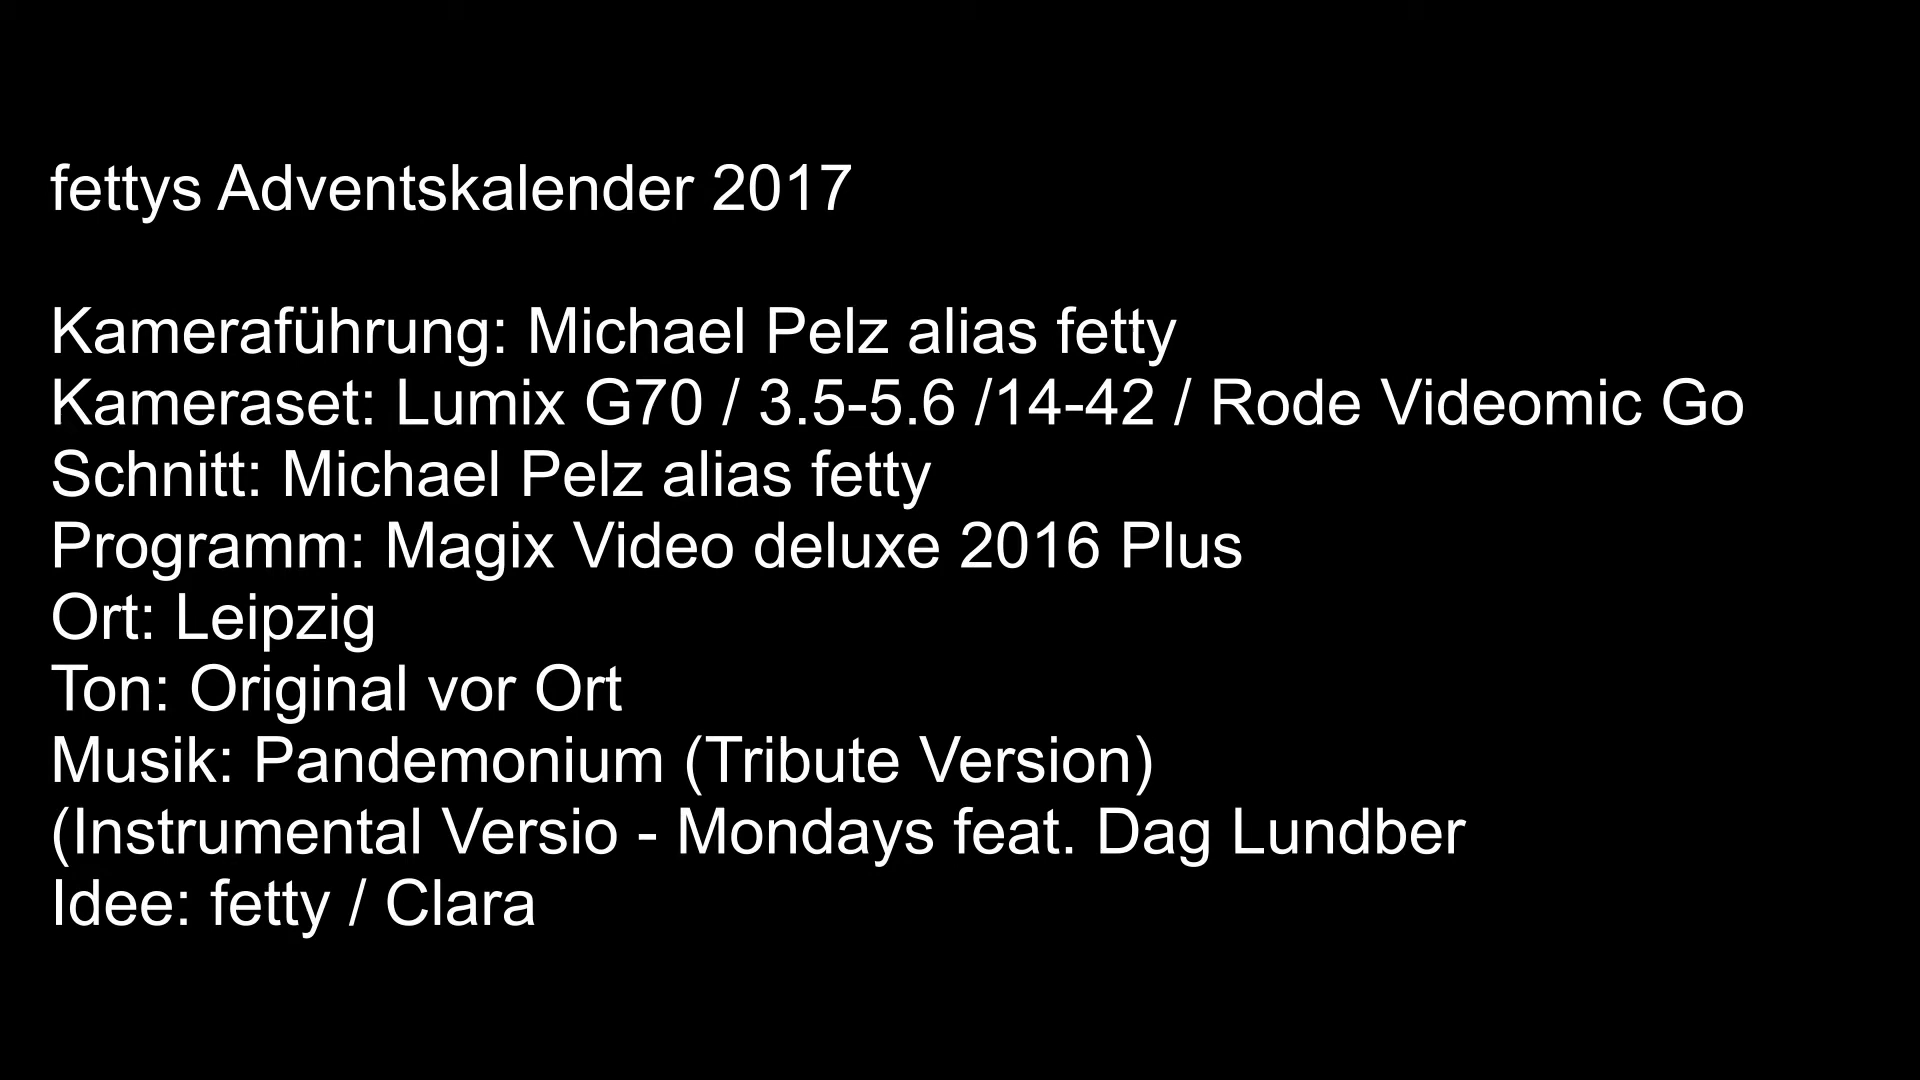 fettys Adventskalender 2017
Kameraführung: Michael Pelz alias fetty
Kameraset: Lumix G70 / 3.5-5.6 /14-42 / Rode Videomic Go
Schnitt: Michael Pelz alias fetty
Programm: Magix Video deluxe 2016 Plus
Ort: Leipzig
Ton: Original vor Ort
Musik: Pandemonium (Tribute Version)
(Instrumental Versio - Mondays feat. Dag Lundber
Idee: fetty / Clara